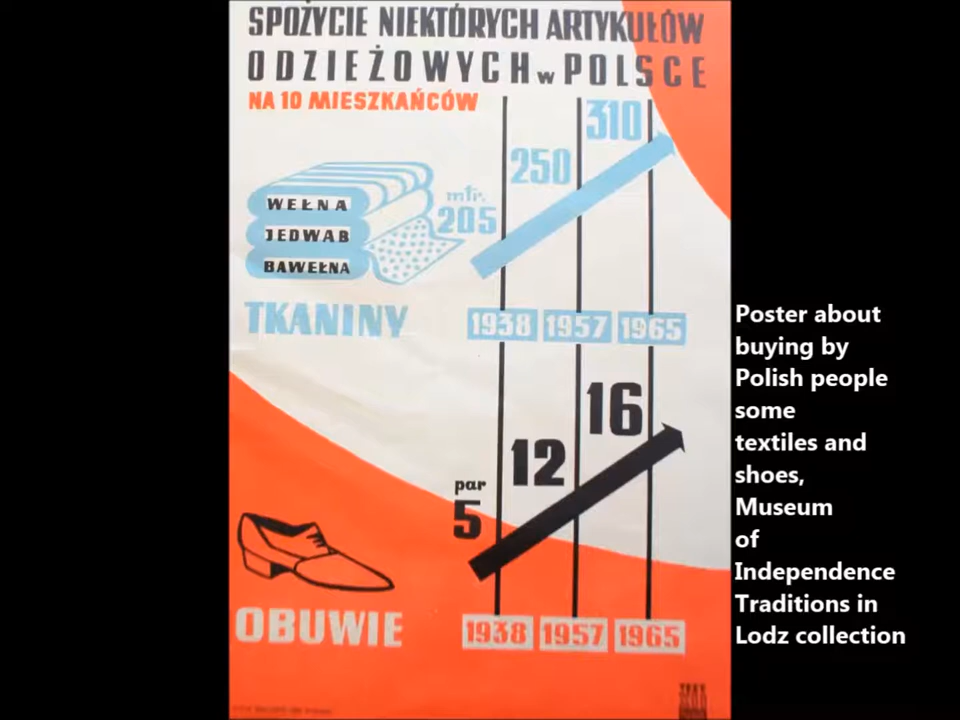 SPOŻYCIE NIEKTÓRYCH ARTYKUŁÓW
ODZIEŻOWYCH w POLSCE
NA 10 MIESZKAŃCÓW
310
250
mtr.
205
WEŁNA
JEDWAB
BAWEŁNA
TKANINY
1938 1957 1965
16
12
par
5
OBUWIE
1938 1957 1965
Poster about
buying by
Polish people
some
textiles and
shoes,
Museum
of
Independence
Traditions in
Lodz collection